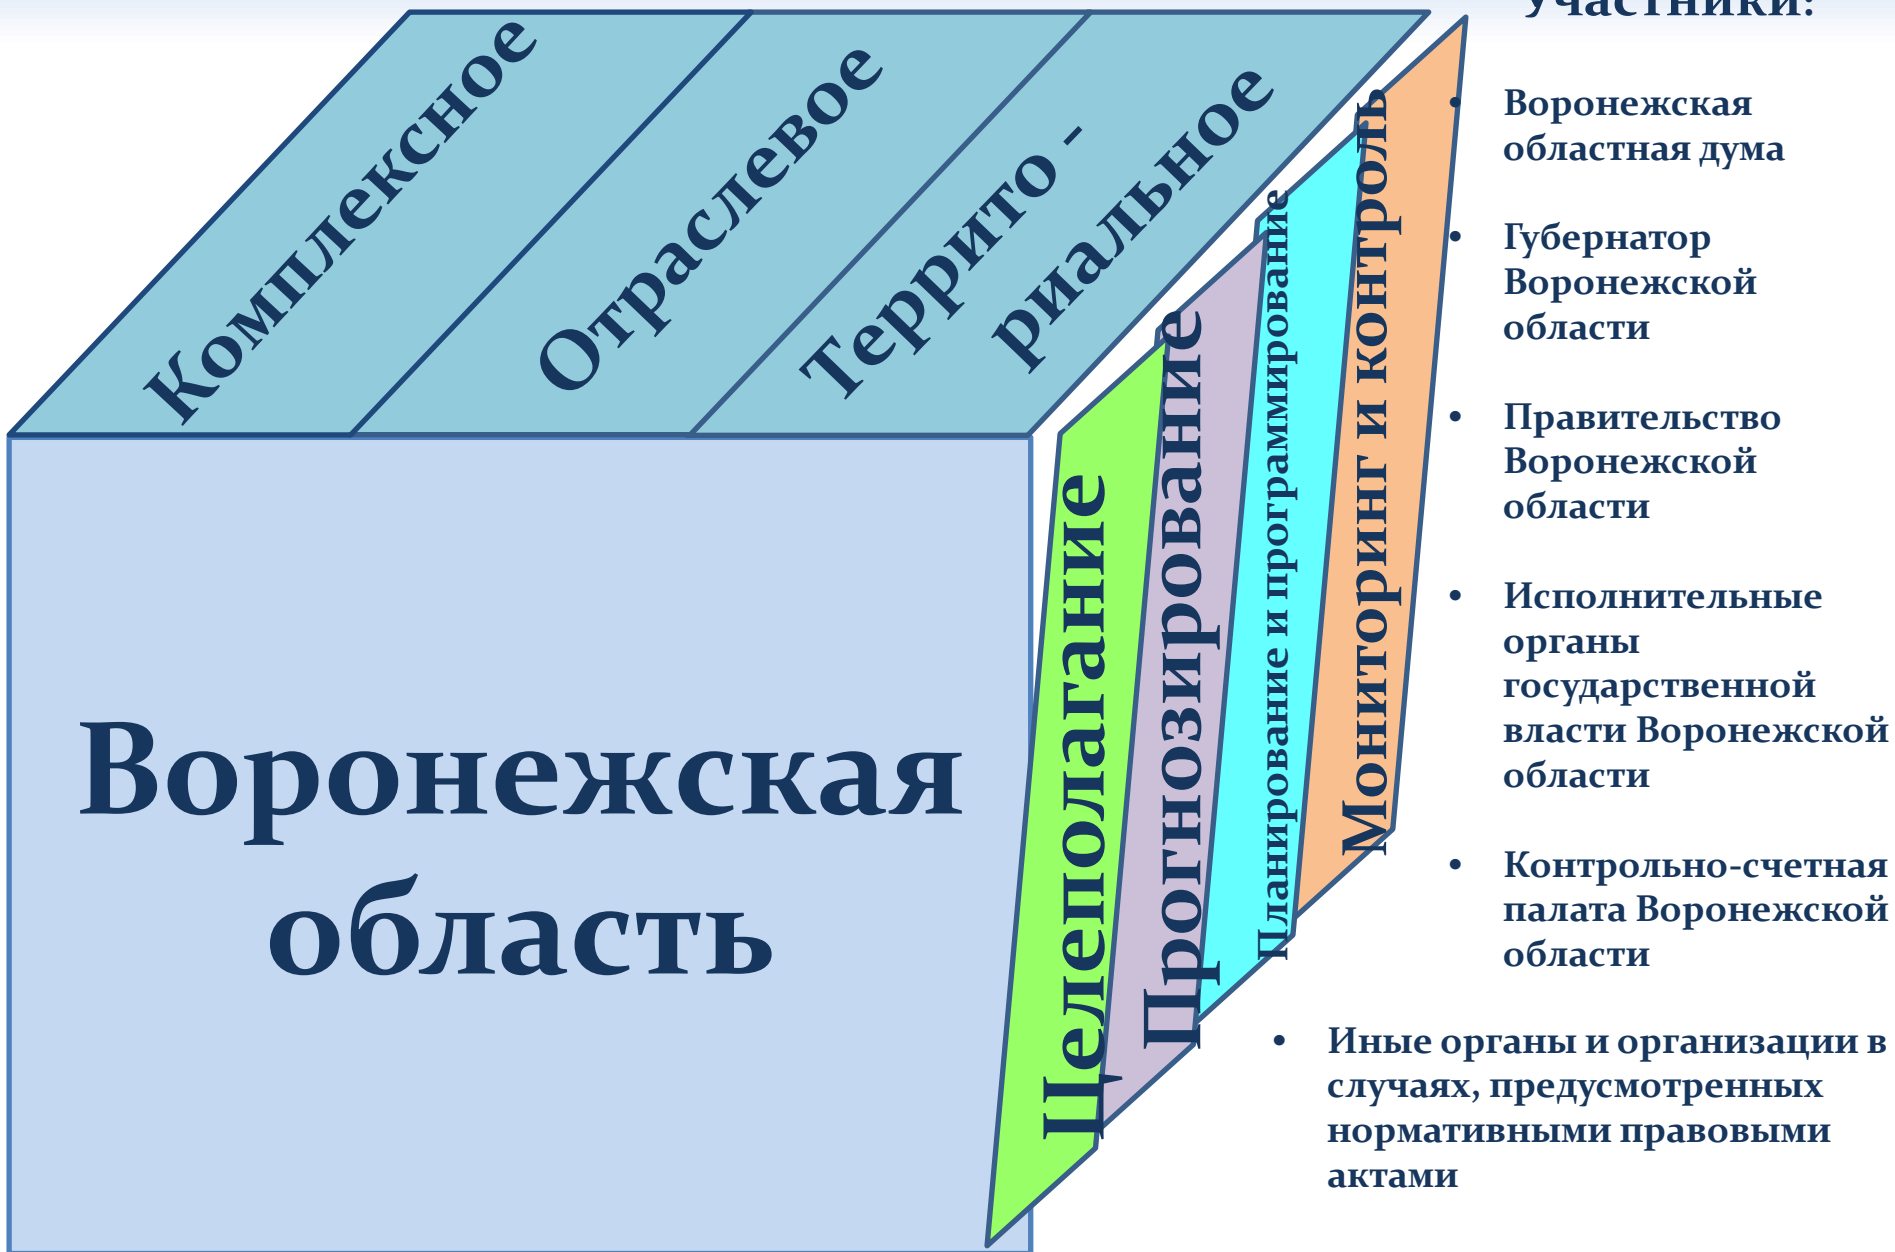 Участники:
Комплексное
Отраслевое
Террито -
риальное
Воронежская
область
Целеполагание
Прогнозирование
Планирование и программирование
Мониторинг и контроль
• Воронежская
областная дума
• Губернатор
Воронежской
области
• Правительство
Воронежской
области
• Исполнительные
органы
государственной
власти Воронежской
области
• Контрольно-счетная
палата Воронежской
области
• Иные органы и организации в
случаях, предусмотренных
нормативными правовыми
актами